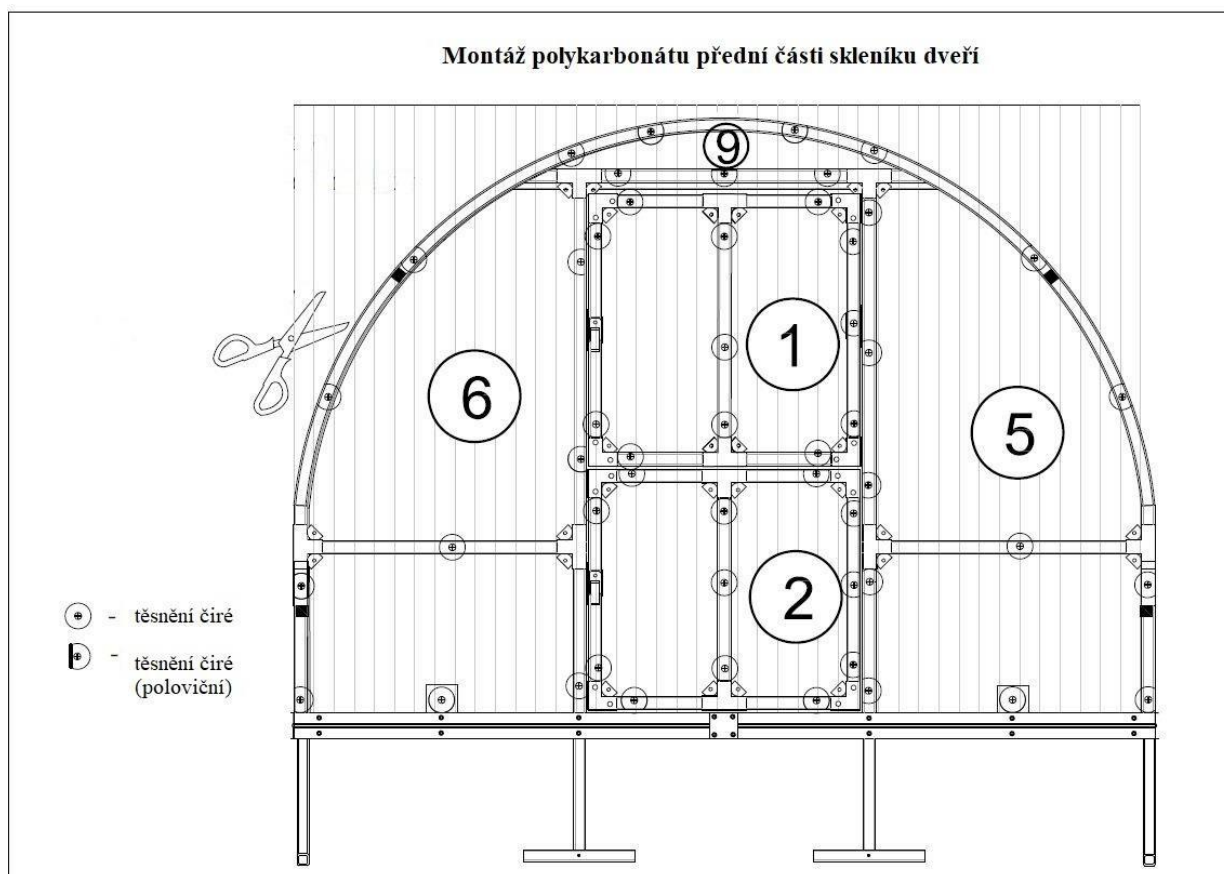 Montáž polykarbonátu přední části skleníku dveří
9
1
6
5
2
- těsnění čiré
- těsnění čiré
(poloviční)